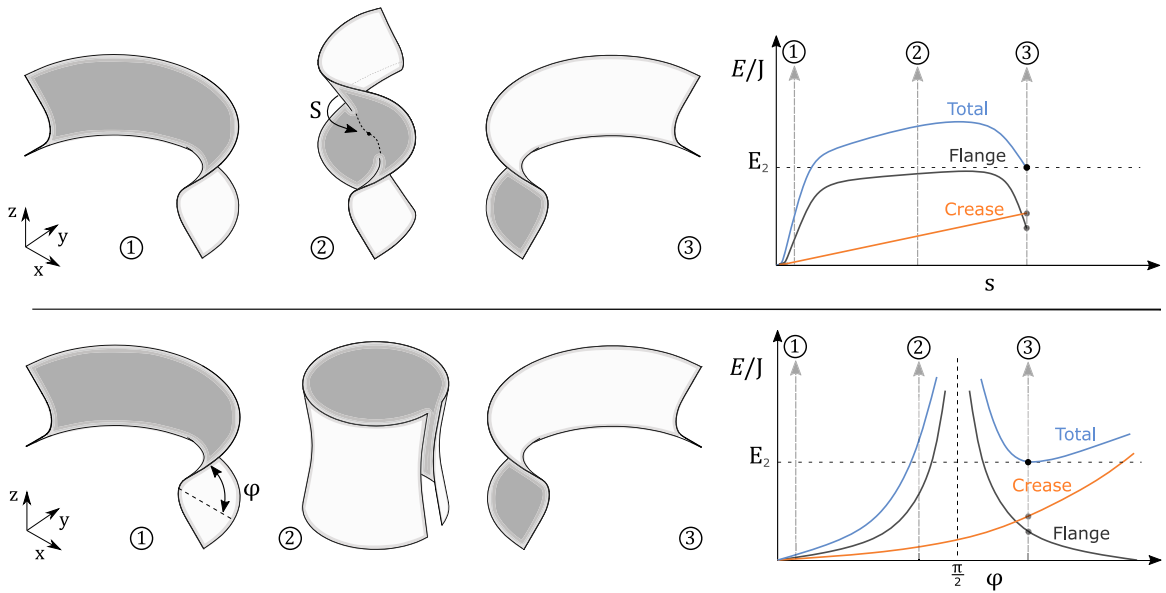 S
z
y
x
①
②
③
E/J
①
②
③
Total
Flange
E₂
Crease
s
φ
z
y
x
①
②
③
E/J
①
②
③
Total
E₂
Crease
Flange
π/2
φ